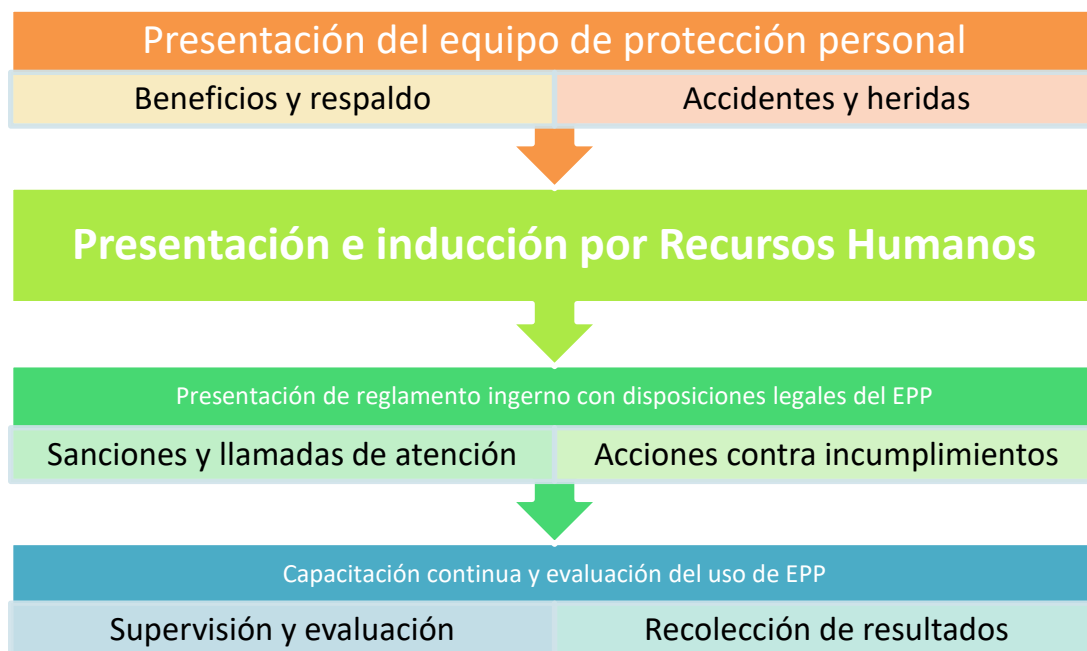 Presentación del equipo de protección personal
Beneficios y respaldo
Accidentes y heridas
Presentación e inducción por Recursos Humanos
Presentación de reglamento ingerno con disposiciones legales del EPP
Sanciones y llamadas de atención
Acciones contra incumplimientos
Capacitación continua y evaluación del uso de EPP
Supervisión y evaluación
Recolección de resultados